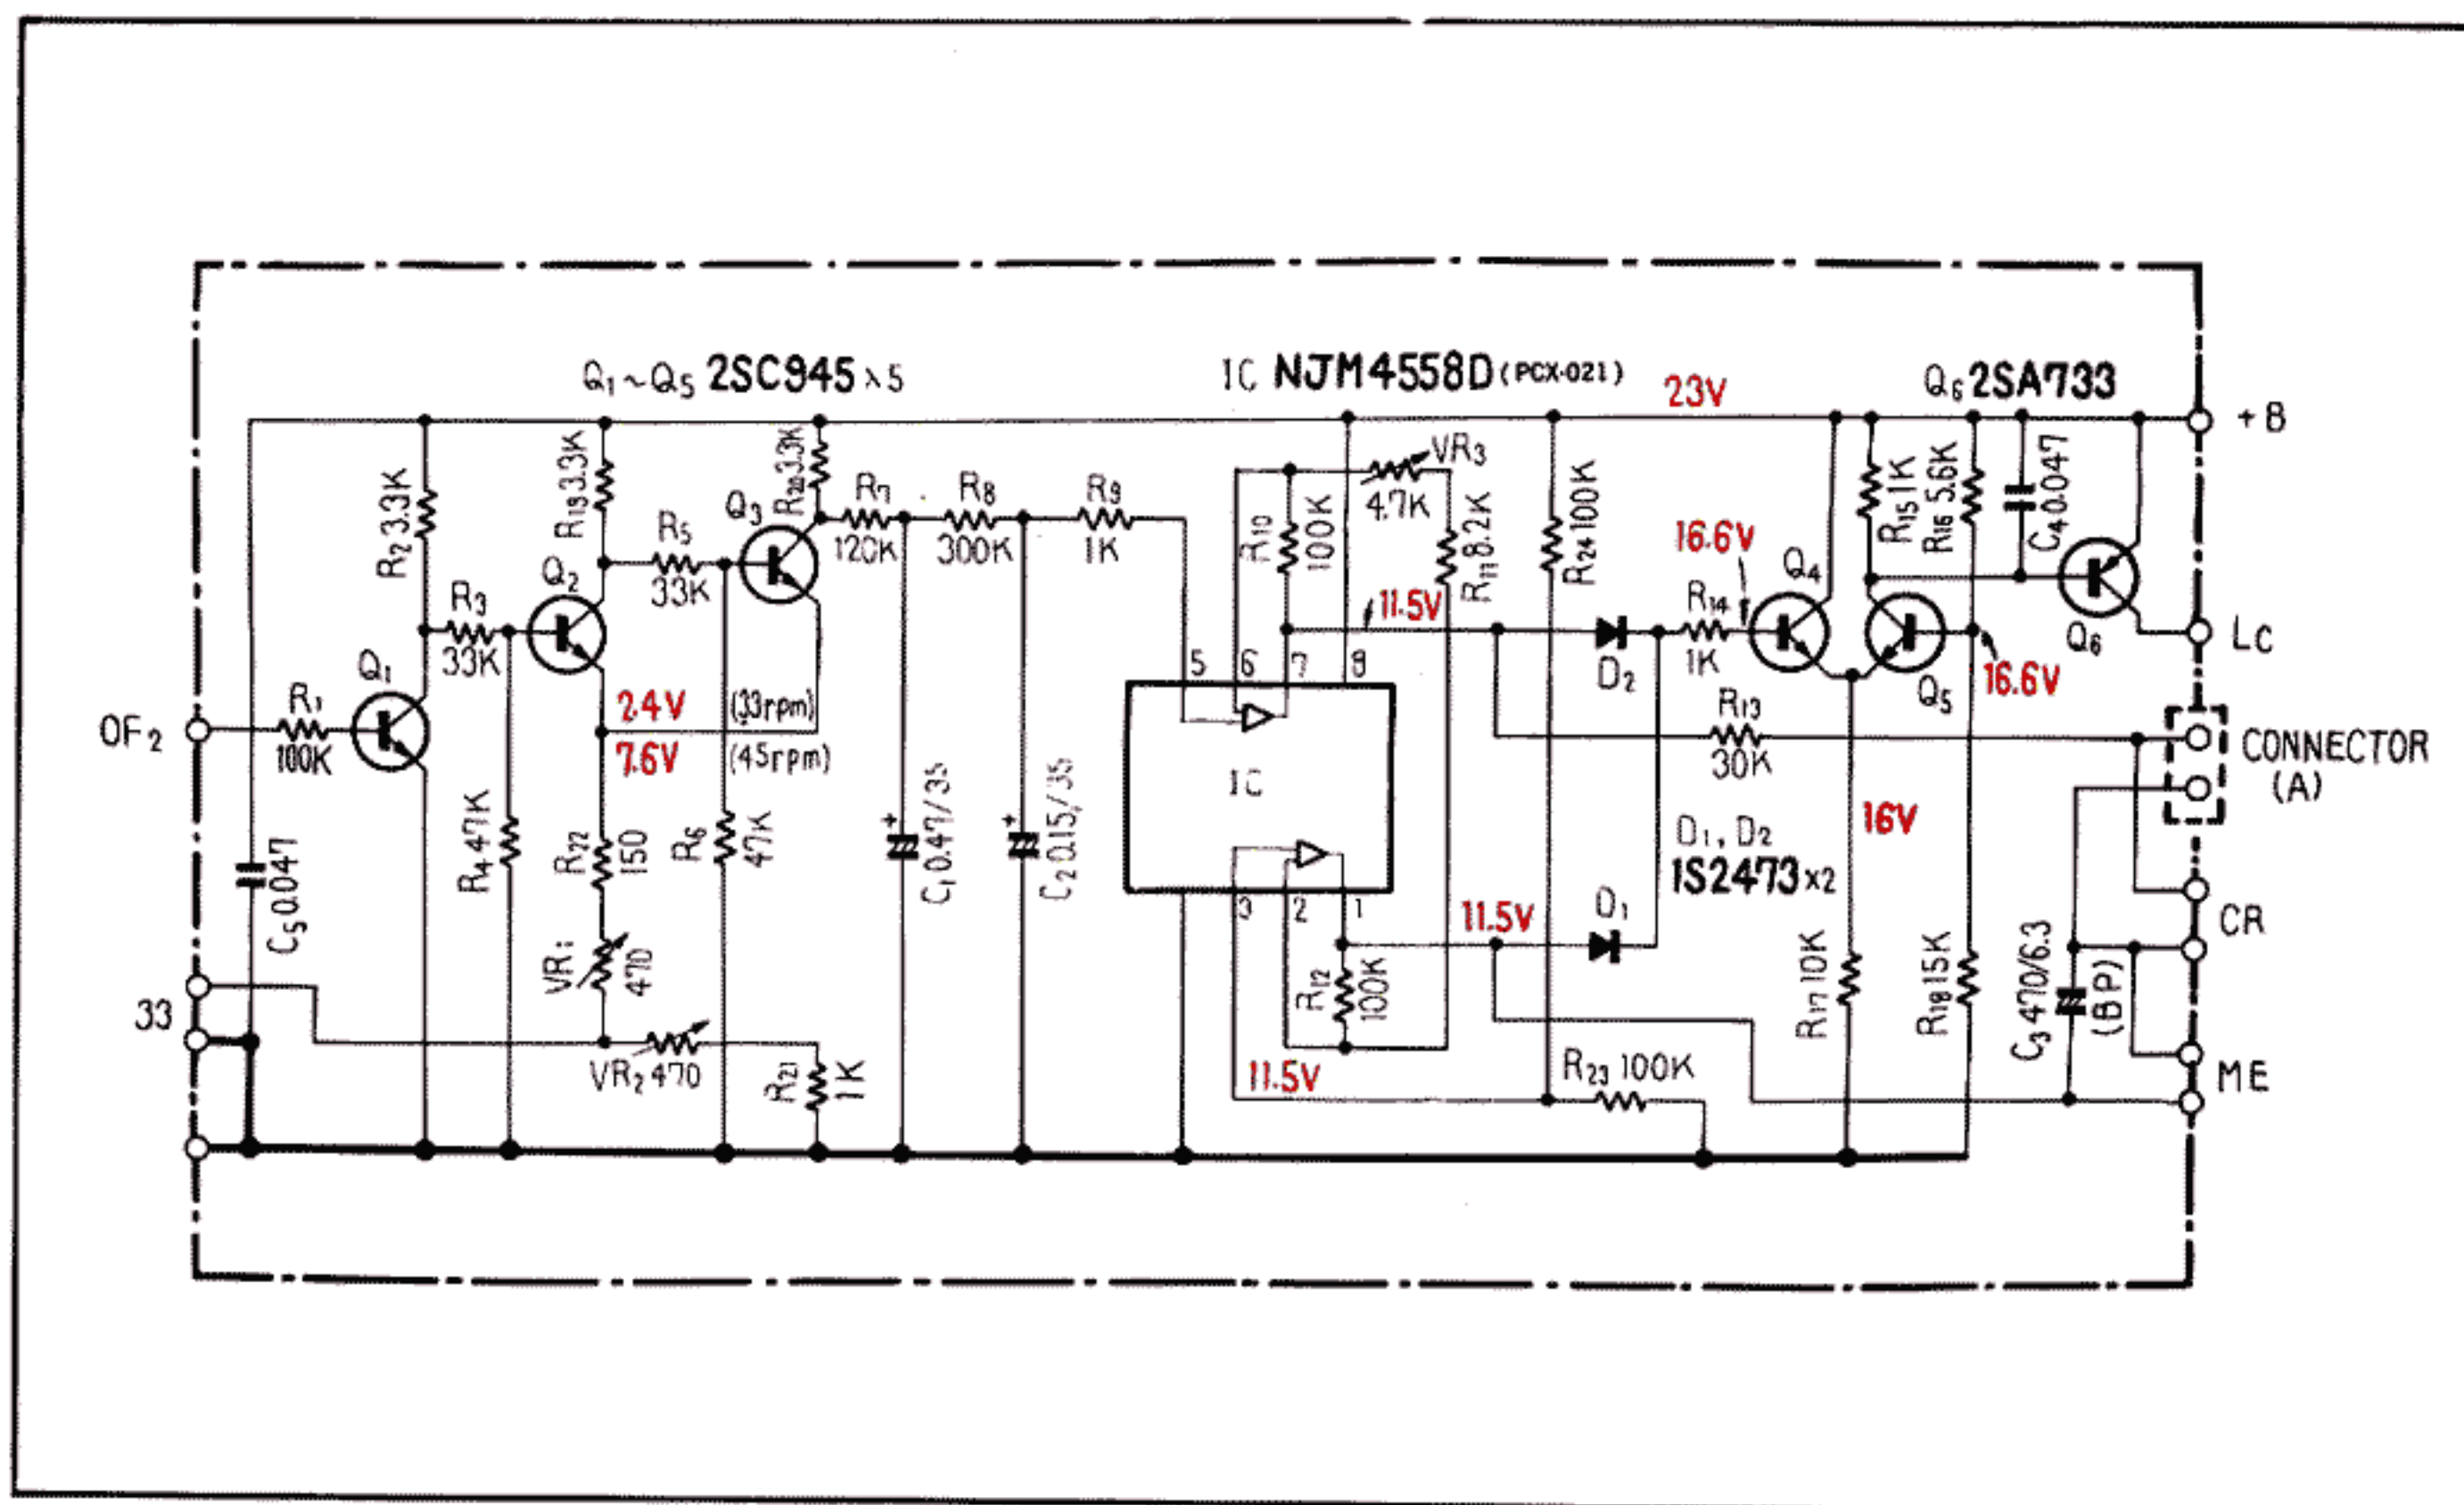 Q1~Q5 2SC945 x5
IC NJM4558D (PCX-021)
23V
Q6 2SA733
+B
R2 3.3K
R19 3.3K
R20 3.3K
Q3
R7
120K
R8
300K
R9
1K
VR3
4.7K
R10
100K
R11 8.2K
R24 100K
R15 1K
R16 5.6K
C4 0.047
R5
33K
Q2
R3
33K
11.5V
16.6V
Q4
R14
1K
D2
Q5
16.6V
Q6
LC
Q1
R1
100K
OF2
2.4V (33rpm)
7.6V (45rpm)
5 6 7 8
IC
3 2 1
R13
30K
CONNECTOR
(A)
16V
D1, D2
1S2473 x2
R4 47K
R22
150
R6
47K
C1 0.47/35
C2 0.15/35
C5 0.047
11.5V
D1
CR
VR1
470
R12
100K
R17 10K
R18 15K
C3 470/6.3
(BP)
33
VR2 470
R21
1K
11.5V
R23 100K
ME